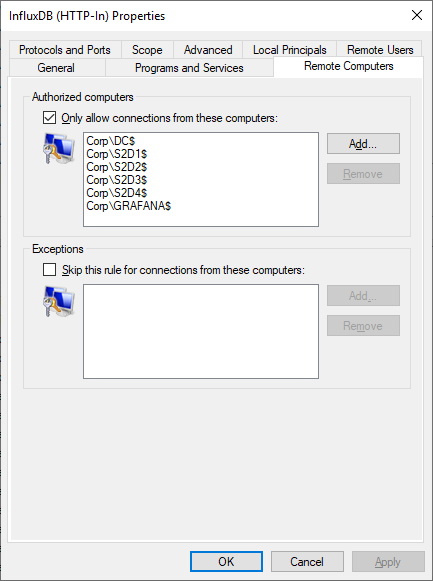 InfluxDB (HTTP-In) Properties
Protocols and Ports Scope Advanced Local Principals Remote Users
General Programs and Services Remote Computers
Authorized computers
Only allow connections from these computers:
Corp\DC$
Corp\S2D1$
Corp\S2D2$
Corp\S2D3$
Corp\S2D4$
Corp\GRAFANA$
Add...
Remove
Exceptions
Skip this rule for connections from these computers:
Add...
Remove
OK Cancel Apply